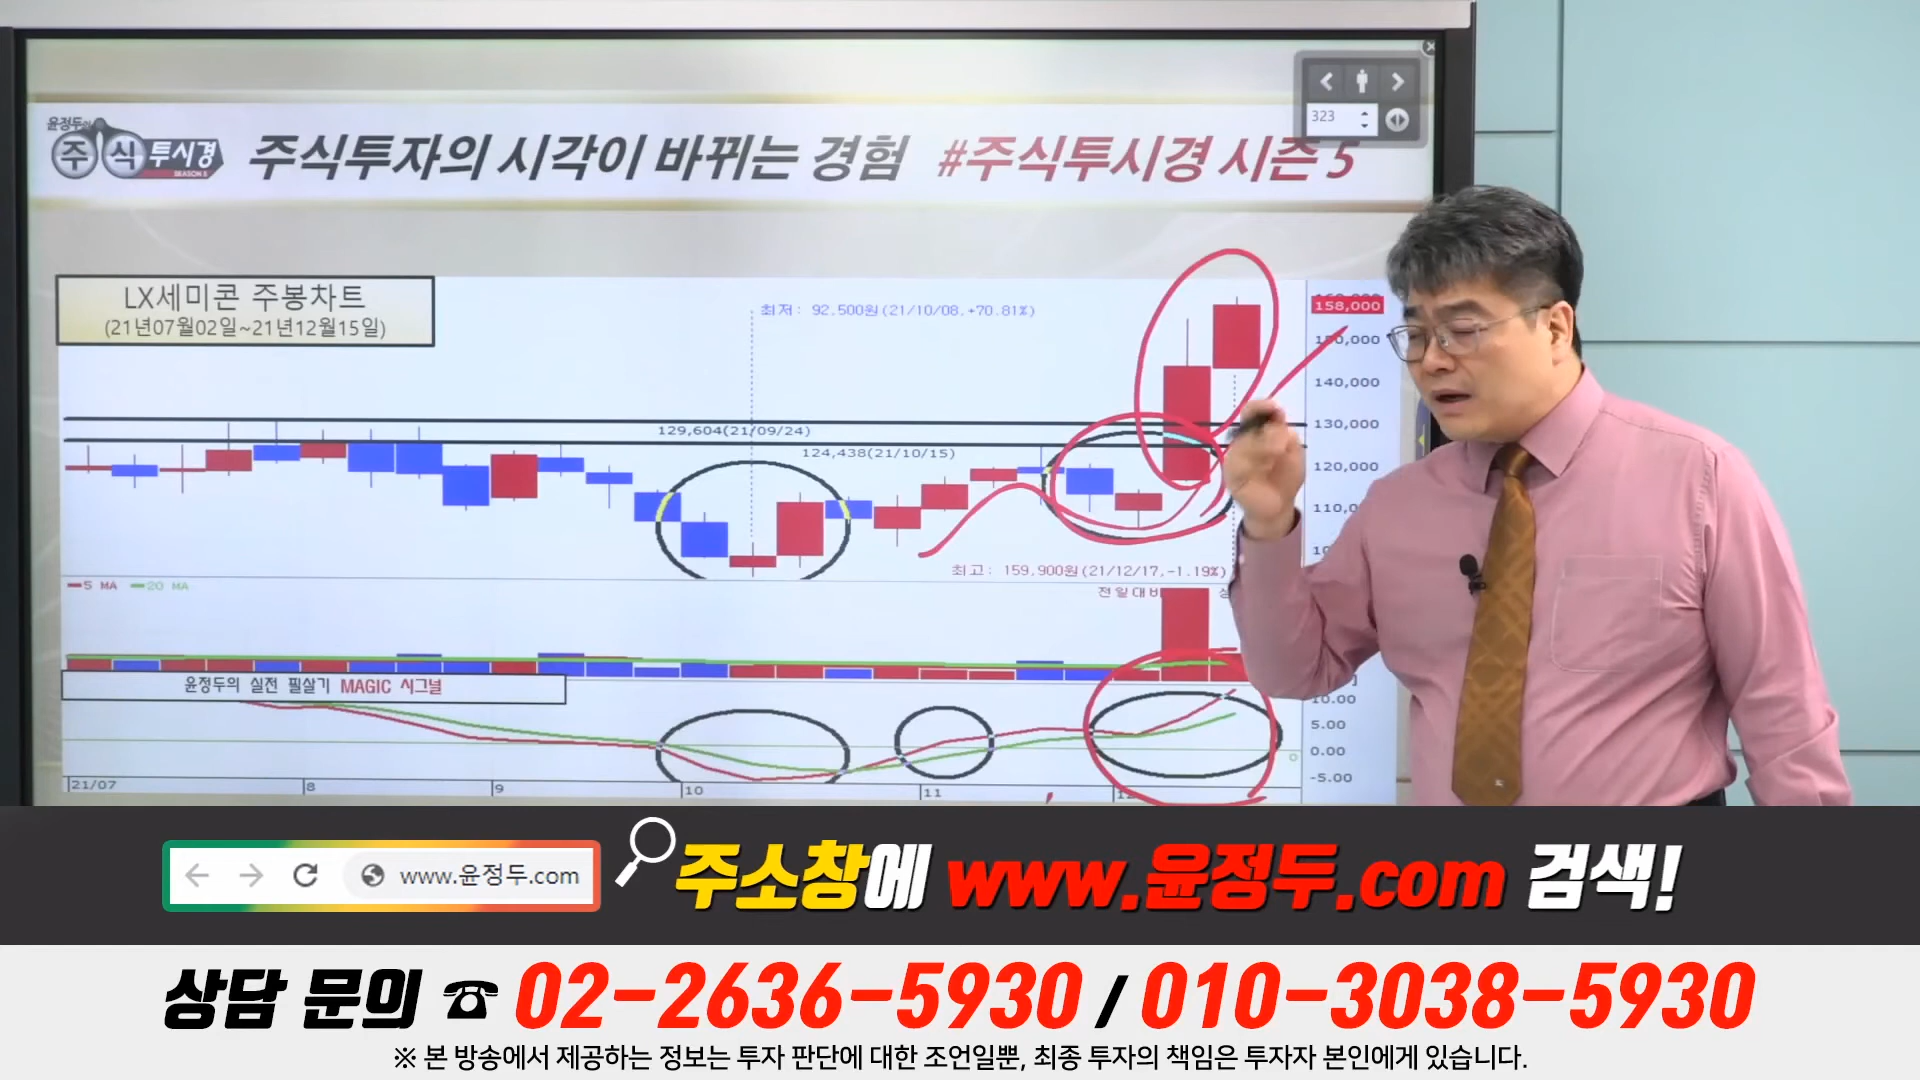 323
윤정두의
주식투시경
SEASON 5
주식투자의 시각이 바뀌는 경험 #주식투시경 시즌 5
LX세미콘 주봉차트
(21년07월02일~21년12월15일)
최저: 92,500원(21/10/08,+70.81%)
158,000
150,000
140,000
129,604(21/09/24)
130,000
124,438(21/10/15)
120,000
최고: 159,900원(21/12/17,-1.19%)
5 MA 20 MA
전일대비
윤정두의 실전 필살기 MAGIC 시그널
10.00
5.00
0.00
-5.00
21/07 8 9 10 11
www.윤정두.com
주소창에 www.윤정두.com 검색!
상담 문의 ☎ 02-2636-5930 / 010-3038-5930
※ 본 방송에서 제공하는 정보는 투자 판단에 대한 조언일뿐, 최종 투자의 책임은 투자자 본인에게 있습니다.